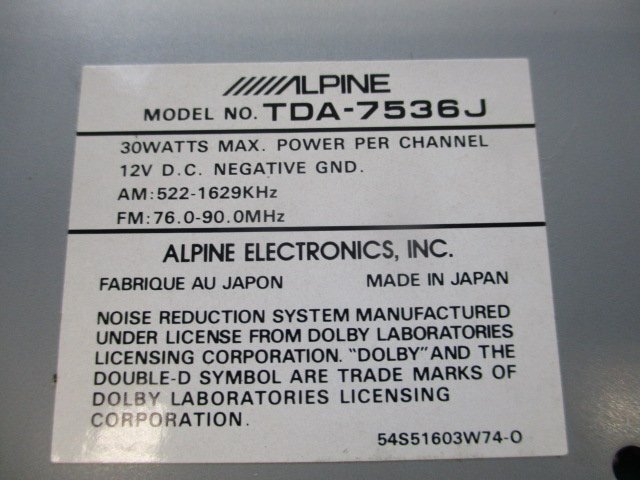 ALPINE
MODEL NO. TDA-7536J
30WATTS MAX. POWER PER CHANNEL
12V D.C. NEGATIVE GND.
AM:522-1629KHz
FM:76.0-90.0MHz
ALPINE ELECTRONICS, INC.
FABRIQUE AU JAPON MADE IN JAPAN
NOISE REDUCTION SYSTEM MANUFACTURED
UNDER LICENSE FROM DOLBY LABORATORIES
LICENSING CORPORATION. "DOLBY" AND THE
DOUBLE-D SYMBOL ARE TRADE MARKS OF
DOLBY LABORATORIES LICENSING
CORPORATION.
54S51603W74-O